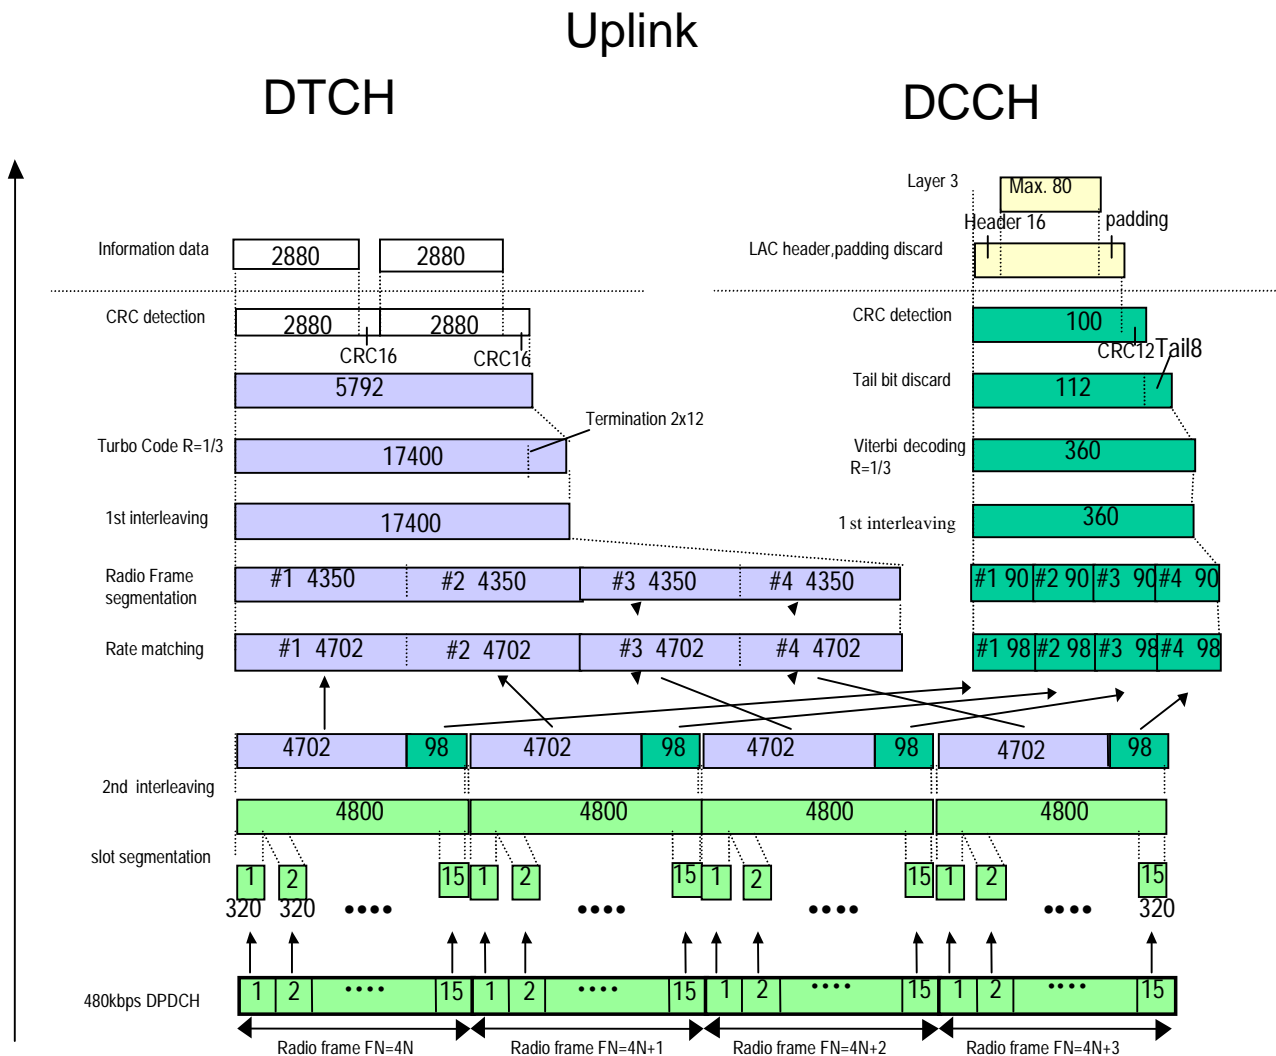 Uplink
DTCH
DCCH
Layer 3
Max. 80
Header 16
padding
Information data
2880
2880
LAC header,padding discard
CRC detection
2880
2880
CRC16
CRC16
CRC detection
100
CRC12
Tail8
5792
Tail bit discard
112
Termination 2x12
Turbo Code R=1/3
17400
Viterbi decoding
R=1/3
360
1st interleaving
17400
1st interleaving
360
Radio Frame
segmentation
#1 4350
#2 4350
#3 4350
#4 4350
#1 90
#2 90
#3 90
#4 90
Rate matching
#1 4702
#2 4702
#3 4702
#4 4702
#1 98
#2 98
#3 98
#4 98
4702
98
4702
98
4702
98
4702
98
2nd interleaving
4800
4800
4800
4800
slot segmentation
1
2
15
1
2
15
1
2
15
1
2
15
320
320
••••
••••
••••
••••
320
480kbps DPDCH
1
2
••••
15
1
2
••••
15
1
2
••••
15
1
2
••••
15
Radio frame FN=4N
Radio frame FN=4N+1
Radio frame FN=4N+2
Radio frame FN=4N+3